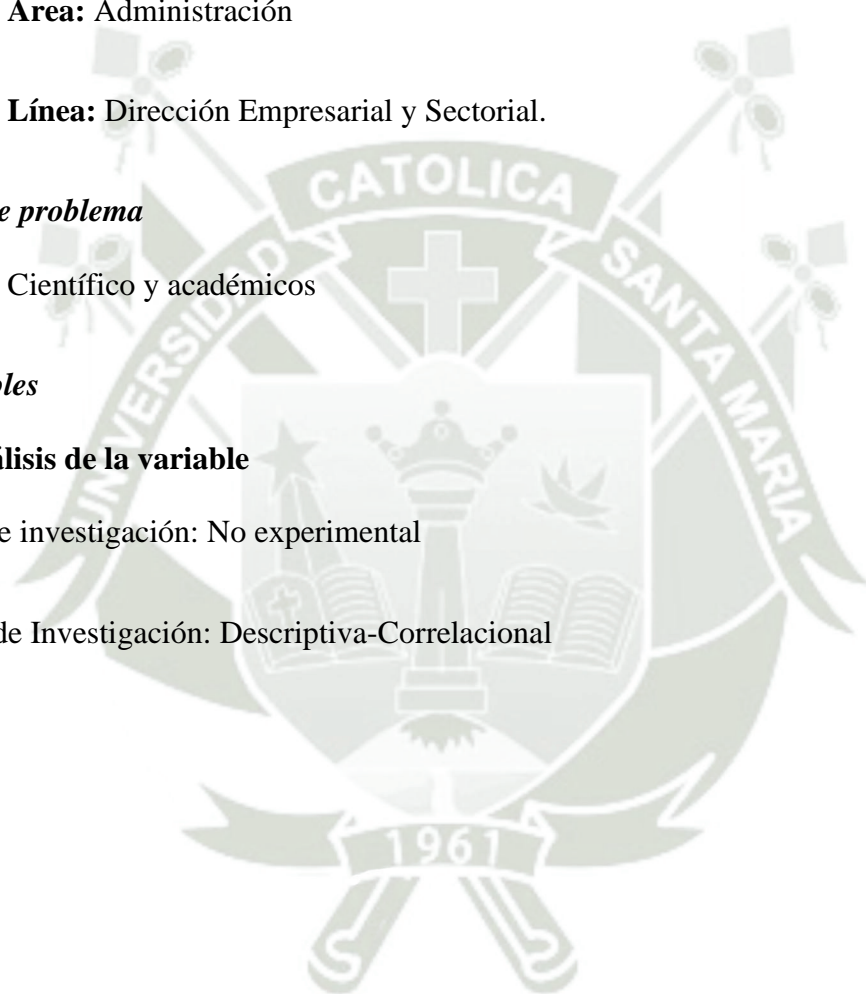 Área: Administración
Línea: Dirección Empresarial y Sectorial.
e problema
Científico y académicos
les
álisis de la variable
e investigación: No experimental
de Investigación: Descriptiva-Correlacional
UNIVERSIDAD CATOLICA SANTA MARIA
1961